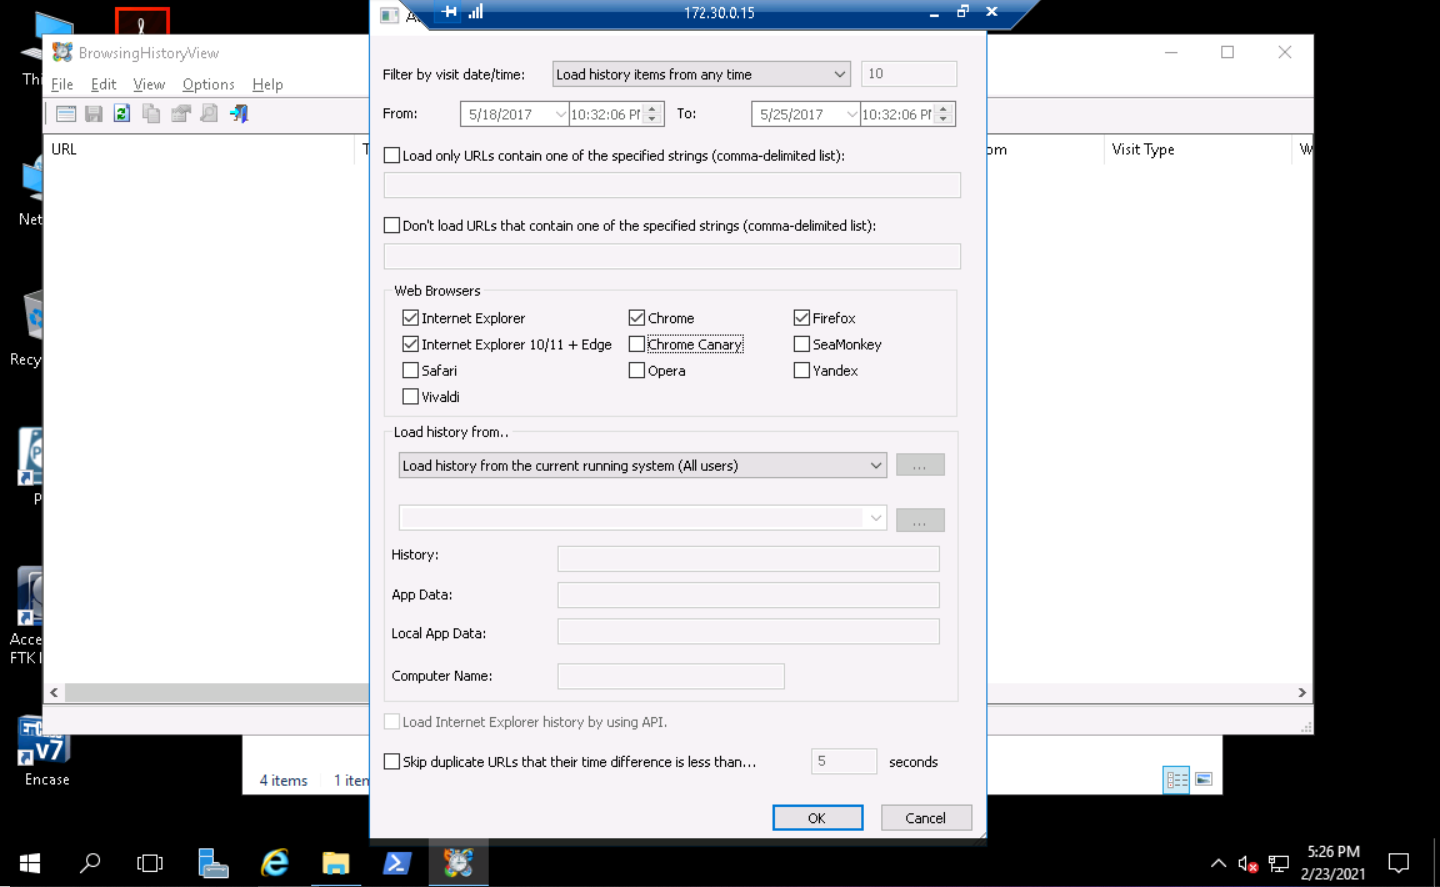 172.30.0.15
BrowsingHistoryView
File Edit View Options Help
URL
Visit Type
Filter by visit date/time: Load history items from any time 10
From: 5/18/2017 10:32:06 PM To: 5/25/2017 10:32:06 PM
Load only URLs contain one of the specified strings (comma-delimited list):
Don't load URLs that contain one of the specified strings (comma-delimited list):
Web Browsers
Internet Explorer Chrome Firefox
Internet Explorer 10/11 + Edge Chrome Canary SeaMonkey
Safari Opera Yandex
Vivaldi
Load history from..
Load history from the current running system (All users) ...
...
History:
App Data:
Local App Data:
Computer Name:
Load Internet Explorer history by using API.
Skip duplicate URLs that their time difference is less than... 5 seconds
OK Cancel
Thi
Net
Recy
P
Acce
FTK I
v7
Encase
4 items 1 iten
5:26 PM
2/23/2021